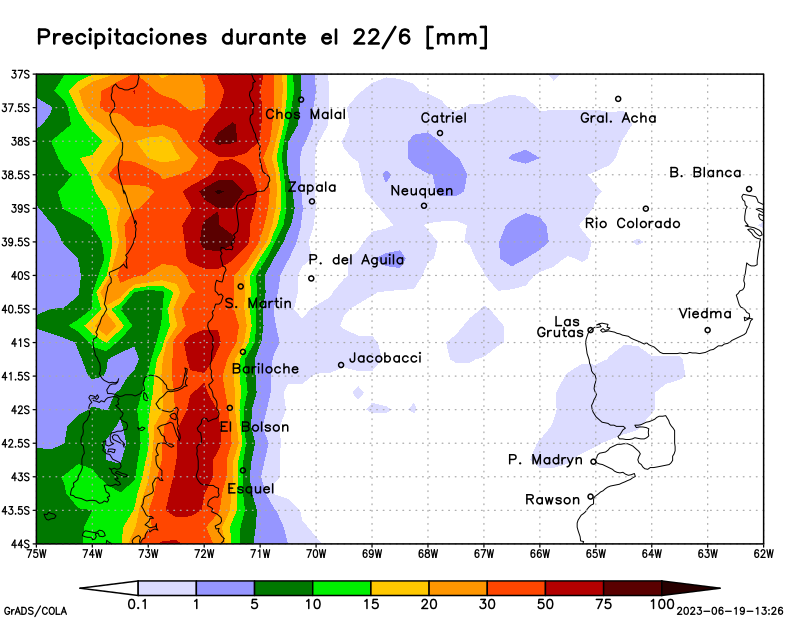 Precipitaciones durante el 22/6 [mm]
37S
37.5S
Chos Malal
Catriel
Gral. Acha
38S
38.5S
B. Blanca
Zapala
Neuquen
39S
Rio Colorado
39.5S
P. del Aguila
40S
S. Martin
40.5S
Las
Grutas
Viedma
41S
Bariloche
Jacobacci
41.5S
42S
El Bolson
42.5S
P. Madryn
43S
Esquel
Rawson
43.5S
44S
75W 74W 73W 72W 71W 70W 69W 68W 67W 66W 65W 64W 63W 62W
0.1 1 5 10 15 20 30 50 75 100
GrADS/COLA
2023-06-19-13:26